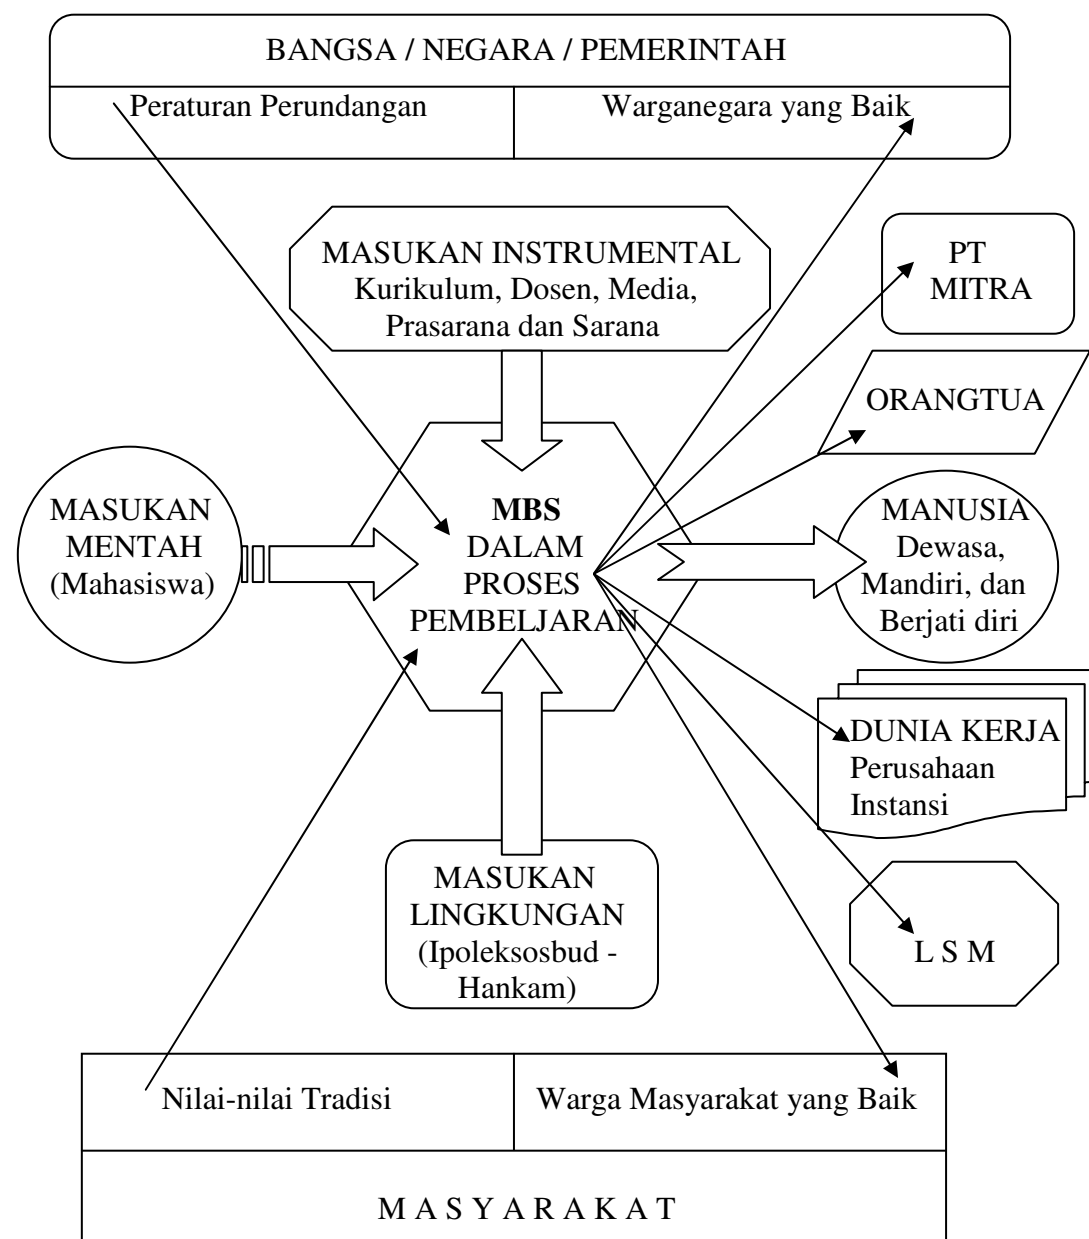 BANGSA / NEGARA / PEMERINTAH
Peraturan Perundangan
Warganegara yang Baik
MASUKAN INSTRUMENTAL
Kurikulum, Dosen, Media,
Prasarana dan Sarana
PT
MITRA
ORANGTUA
MASUKAN
MENTAH
(Mahasiswa)
MBS
DALAM
PROSES
PEMBELJARAN
MANUSIA
Dewasa,
Mandiri, dan
Berjati diri
DUNIA KERJA
Perusahaan
Instansi
MASUKAN
LINGKUNGAN
(Ipoleksosbud -
Hankam)
L S M
Nilai-nilai Tradisi
Warga Masyarakat yang Baik
M A S Y A R A K A T